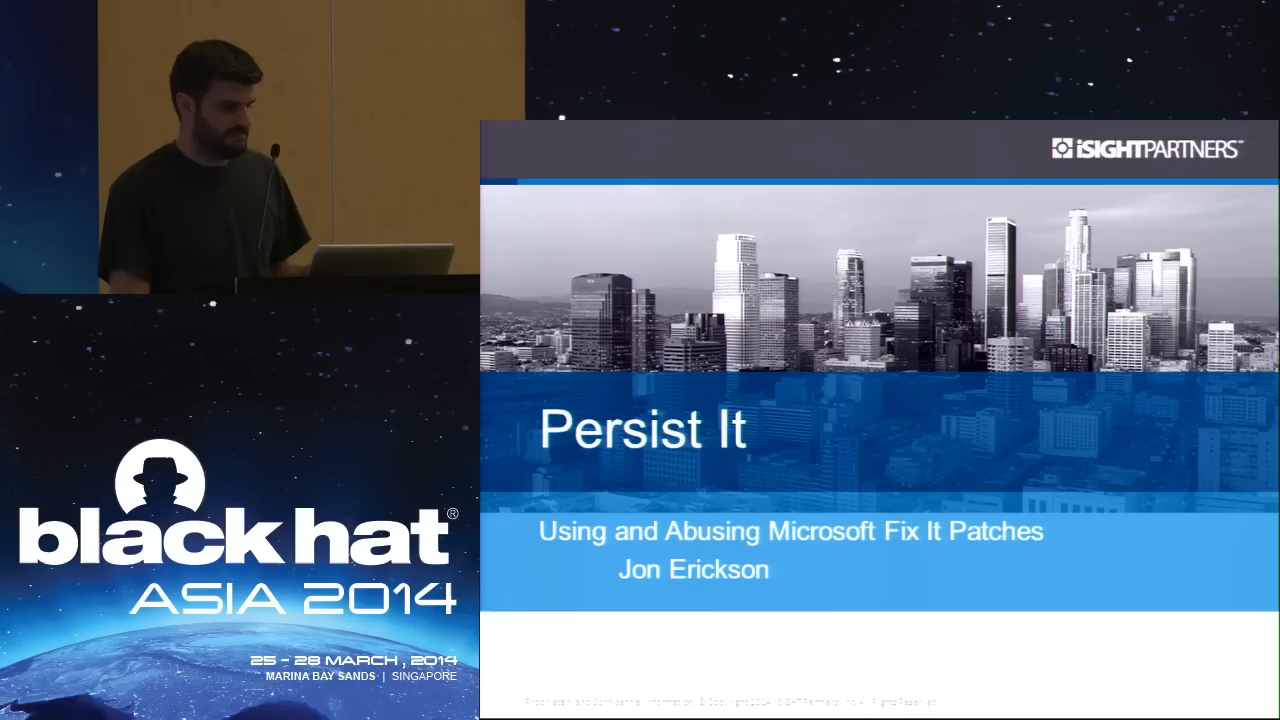 iSIGHTPARTNERS
Persist It
Using and Abusing Microsoft Fix It Patches
Jon Erickson
black hat®
ASIA 2014
25 - 28 MARCH , 2014
MARINA BAY SANDS | SINGAPORE